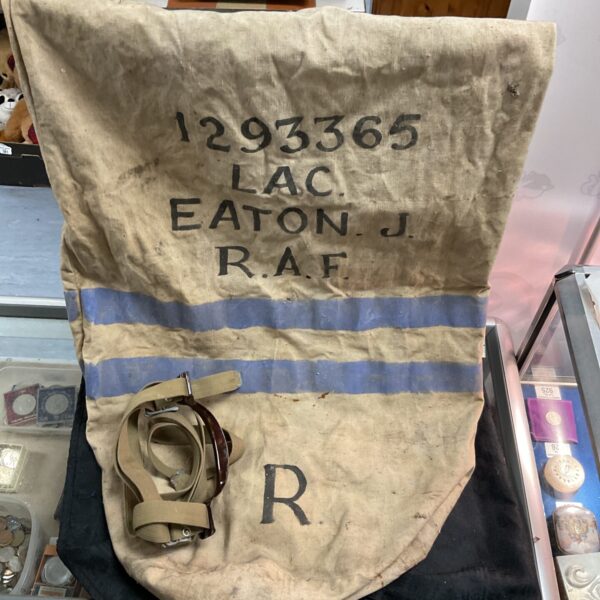 1293365
LAC.
EATON. J.
R.A.F.
R.